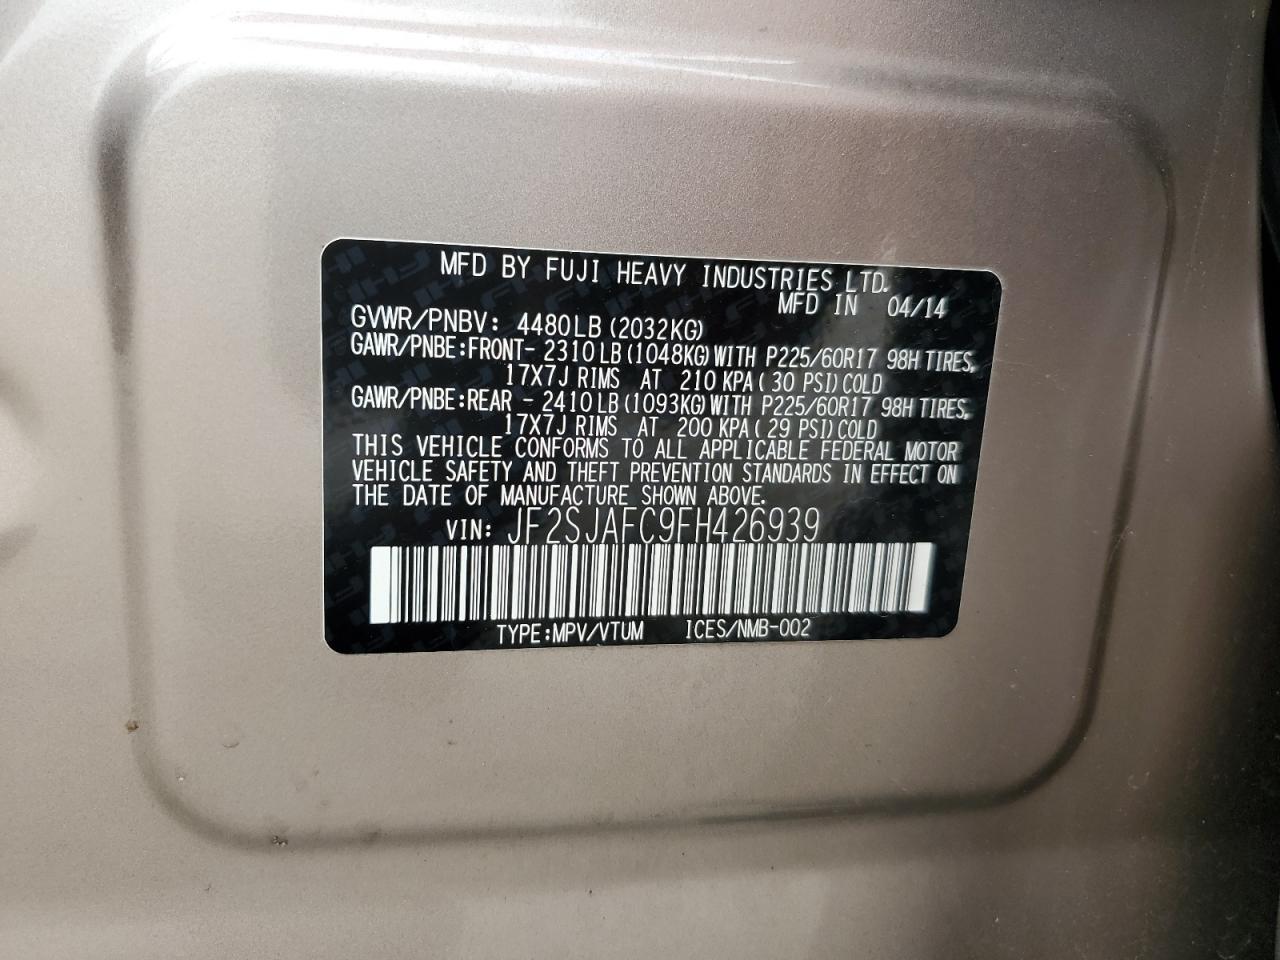 MFD BY FUJI HEAVY INDUSTRIES LTD.
MFD IN 04/14
GVWR/PNBV: 4480LB (2032KG)
GAWR/PNBE:FRONT- 2310LB (1048KG) WITH P225/60R17 98H TIRES,
17X7J RIMS AT 210 KPA ( 30 PSI) COLD
GAWR/PNBE:REAR - 2410LB (1093KG) WITH P225/60R17 98H TIRES,
17X7J RIMS AT 200 KPA ( 29 PSI) COLD
THIS VEHICLE CONFORMS TO ALL APPLICABLE FEDERAL MOTOR
VEHICLE SAFETY AND THEFT PREVENTION STANDARDS IN EFFECT ON
THE DATE OF MANUFACTURE SHOWN ABOVE.
VIN: JF2SJAFC9FH426939
TYPE:MPV/VTUM ICES/NMB-002